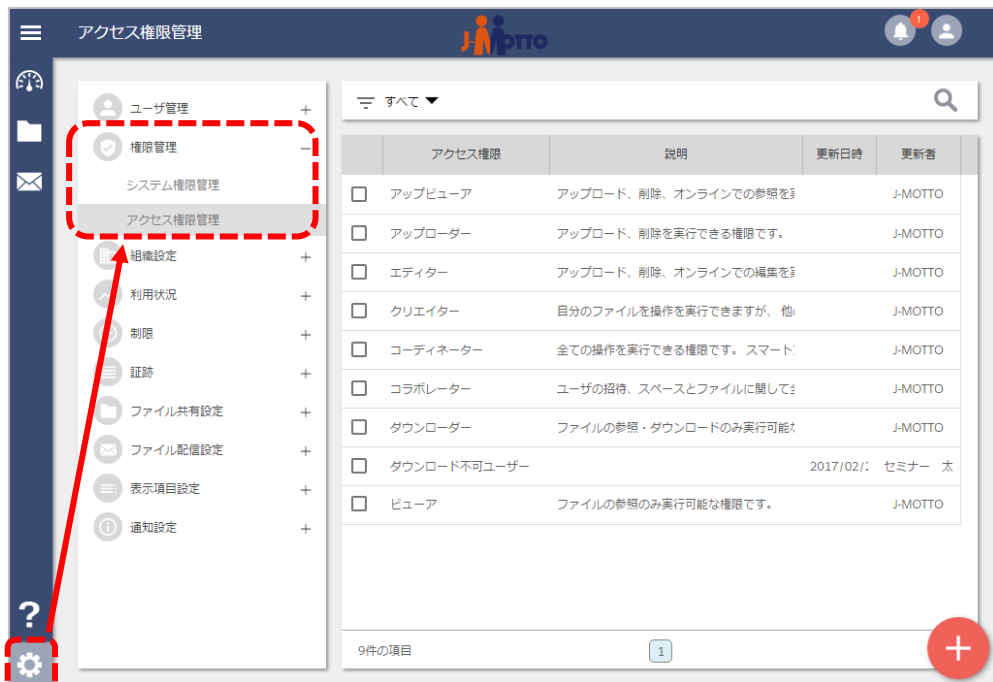 アクセス権限管理
J-MOTTO
1
ユーザ管理 +
権限管理 −
システム権限管理
アクセス権限管理
組織設定 +
利用状況 +
制限 +
証跡 +
ファイル共有設定 +
ファイル配信設定 +
表示項目設定 +
通知設定 +
?
すべて
アクセス権限 説明 更新日時 更新者
アップビューア アップロード、削除、オンラインでの参照を J-MOTTO
アップローダー アップロード、削除を実行できる権限です。 J-MOTTO
エディター アップロード、削除、オンラインでの編集を J-MOTTO
クリエイター 自分のファイルを操作を実行できますが、 他 J-MOTTO
コーディネーター 全ての操作を実行できる権限です。 スマート J-MOTTO
コラボレーター ユーザの招待、スペースとファイルに関して J-MOTTO
ダウンローダー ファイルの参照・ダウンロードのみ実行可能 J-MOTTO
ダウンロード不可ユーザー 2017/02/ セミナー 太
ビューア ファイルの参照のみ実行可能な権限です。 J-MOTTO
9件の項目 1
+